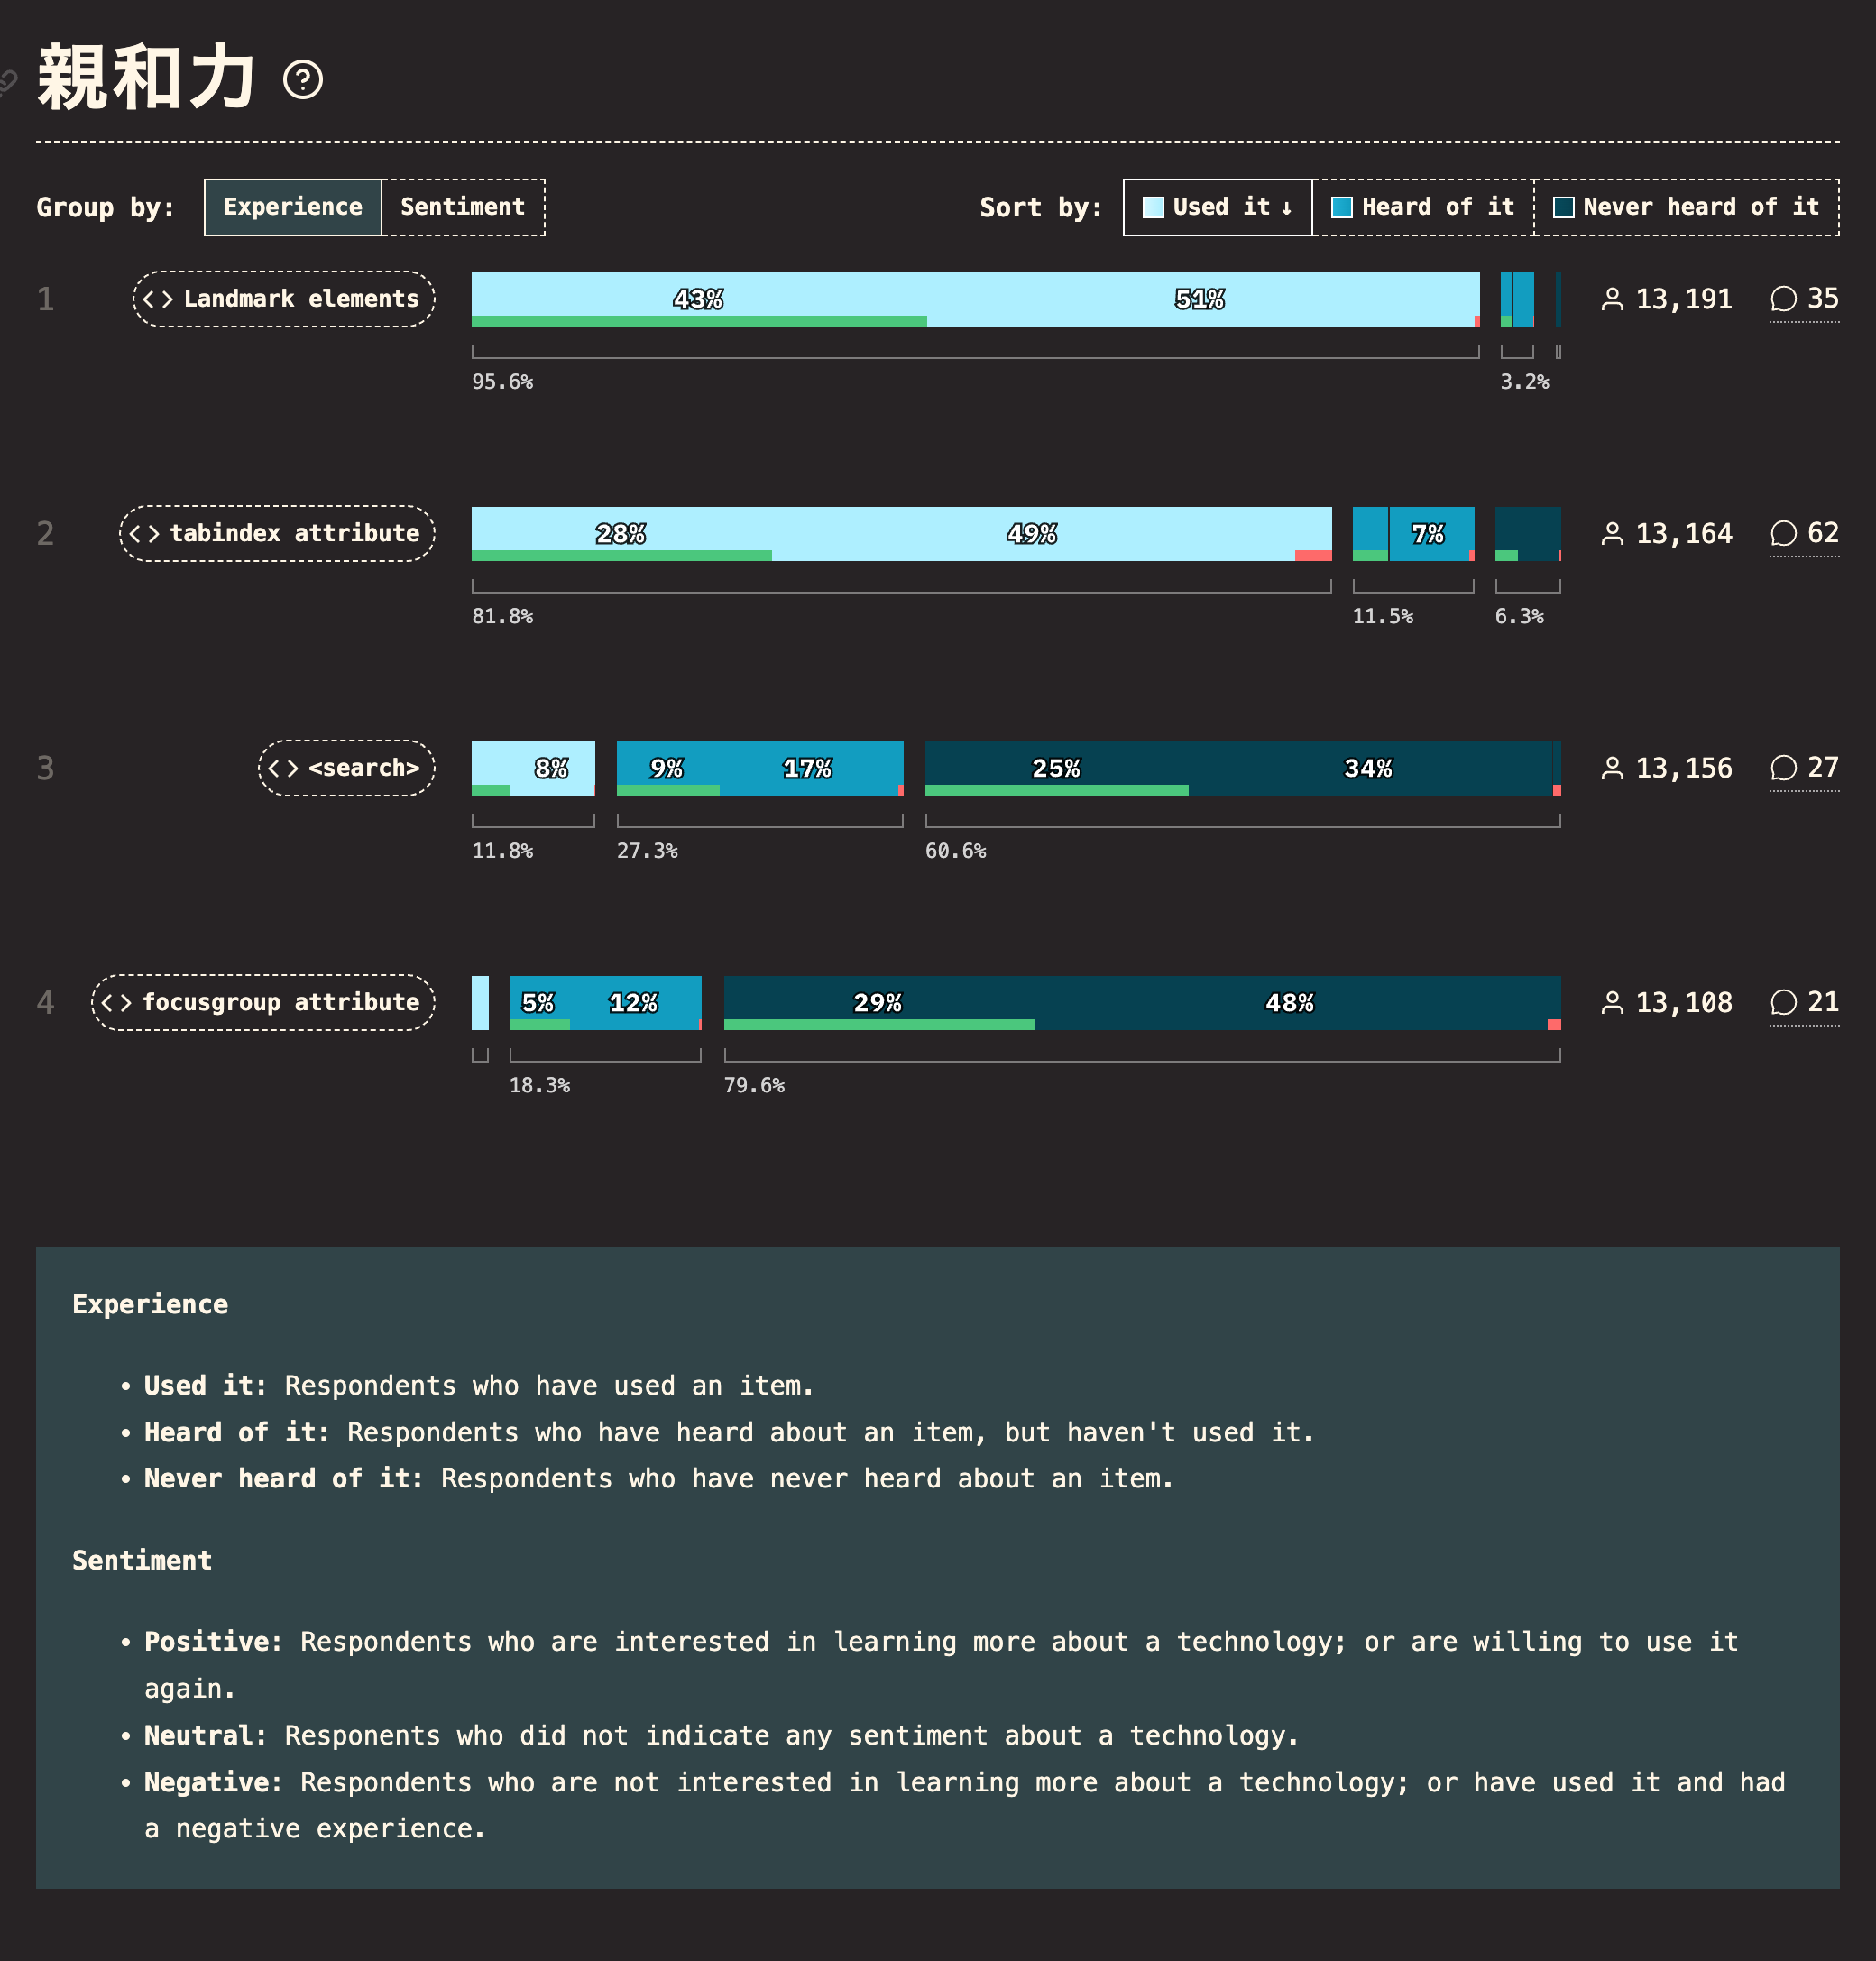 親和力
Group by: Experience Sentiment Sort by: Used it ↓ Heard of it Never heard of it
1 Landmark elements 43% 51% 13,191 35
95.6% 3.2%
2 tabindex attribute 28% 49% 7% 13,164 62
81.8% 11.5% 6.3%
3 <search> 8% 9% 17% 25% 34% 13,156 27
11.8% 27.3% 60.6%
4 focusgroup attribute 5% 12% 29% 48% 13,108 21
18.3% 79.6%
Experience
• Used it: Respondents who have used an item.
• Heard of it: Respondents who have heard about an item, but haven't used it.
• Never heard of it: Respondents who have never heard about an item.
Sentiment
• Positive: Respondents who are interested in learning more about a technology; or are willing to use it
again.
• Neutral: Responents who did not indicate any sentiment about a technology.
• Negative: Respondents who are not interested in learning more about a technology; or have used it and had
a negative experience.